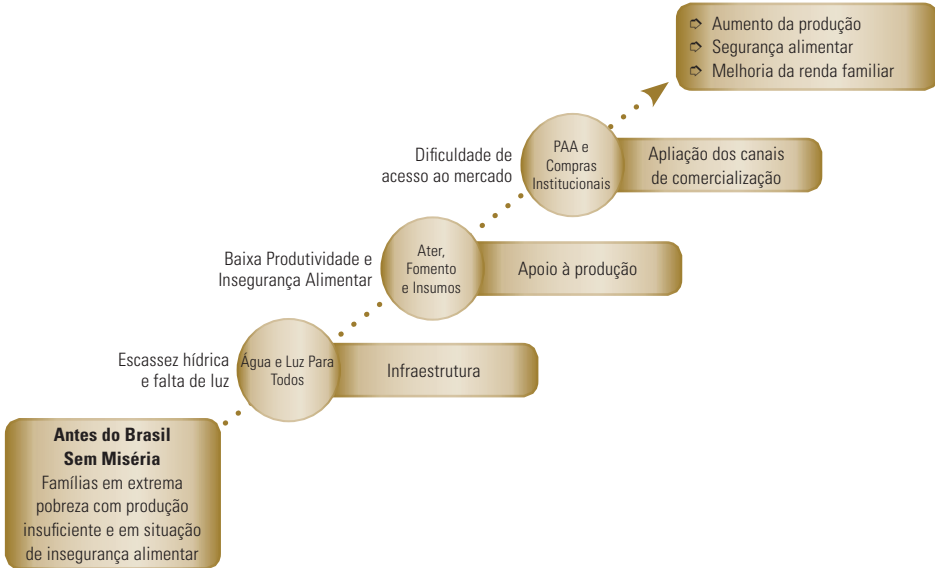 ➩ Aumento da produção
➩ Segurança alimentar
➩ Melhoria da renda familiar
Dificuldade de
acesso ao mercado
PAA e
Compras
Institucionais
Apliação dos canais
de comercialização
Baixa Produtividade e
Insegurança Alimentar
Ater,
Fomento
e Insumos
Apoio à produção
Escassez hídrica
e falta de luz
Água e Luz Para
Todos
Infraestrutura
Antes do Brasil
Sem Miséria
Famílias em extrema
pobreza com produção
insuficiente e em situação
de insegurança alimentar